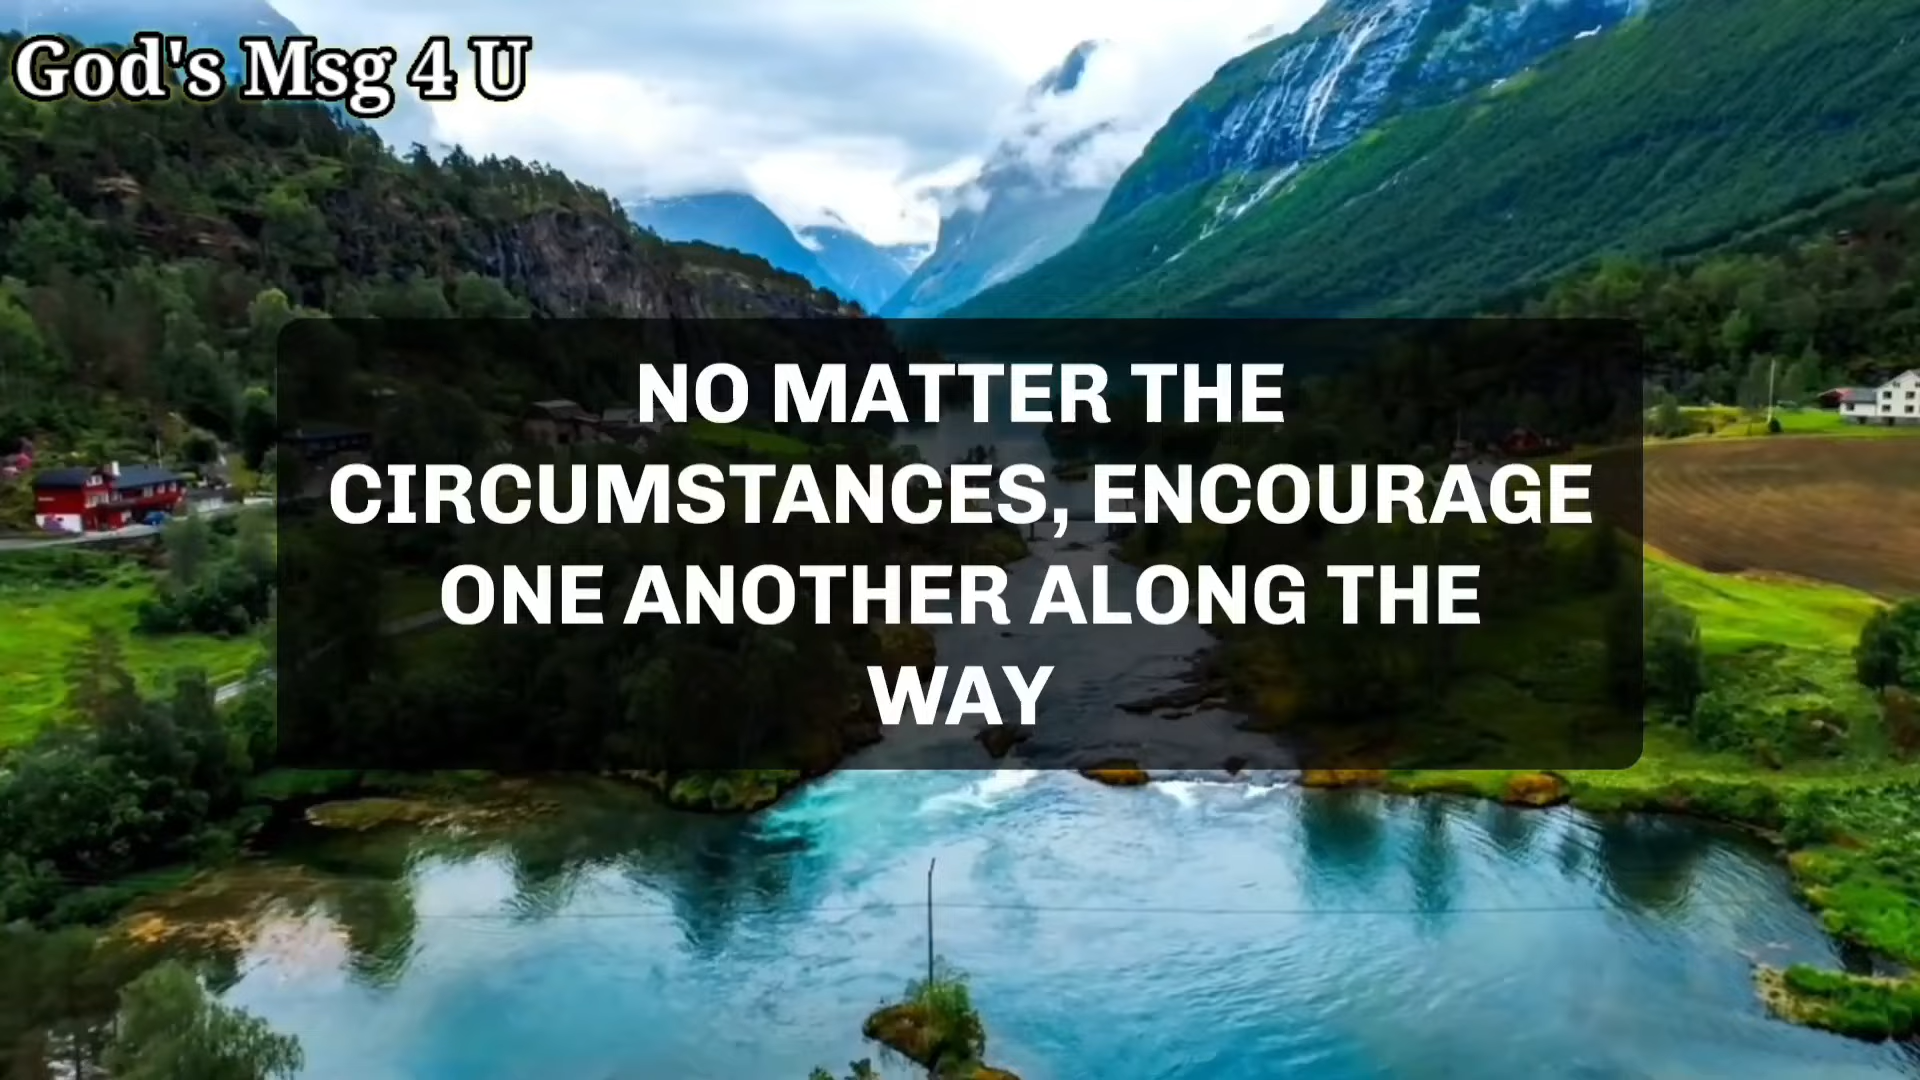 God's Msg 4 U
NO MATTER THE
CIRCUMSTANCES, ENCOURAGE
ONE ANOTHER ALONG THE
WAY